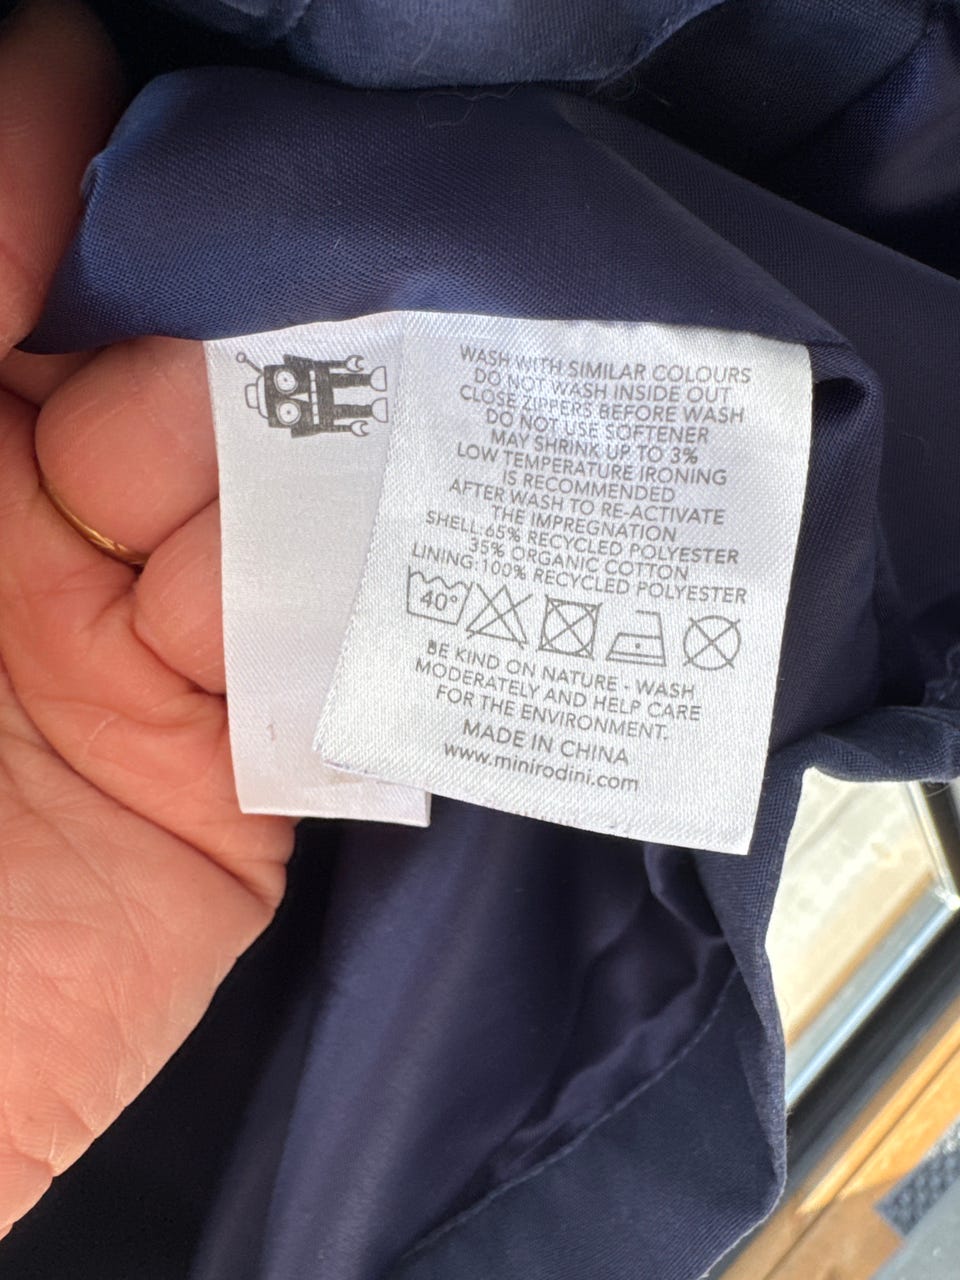 WASH WITH SIMILAR COLOURS
DO NOT WASH INSIDE OUT
CLOSE ZIPPERS BEFORE WASH
DO NOT USE SOFTENER
MAY SHRINK UP TO 3%
LOW TEMPERATURE IRONING
IS RECOMMENDED
AFTER WASH TO RE-ACTIVATE
THE IMPREGNATION
SHELL:65% RECYCLED POLYESTER
35% ORGANIC COTTON
LINING:100% RECYCLED POLYESTER
40°
BE KIND ON NATURE - WASH
MODERATELY AND HELP CARE
FOR THE ENVIRONMENT.
MADE IN CHINA
www.minirodini.com